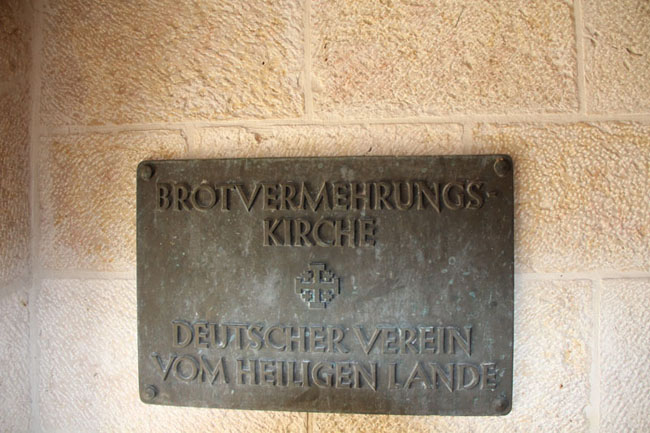 BROTVERMEHRUNGS-
KIRCHE
DEUTSCHER VEREIN
VOM HEILIGEN LANDE